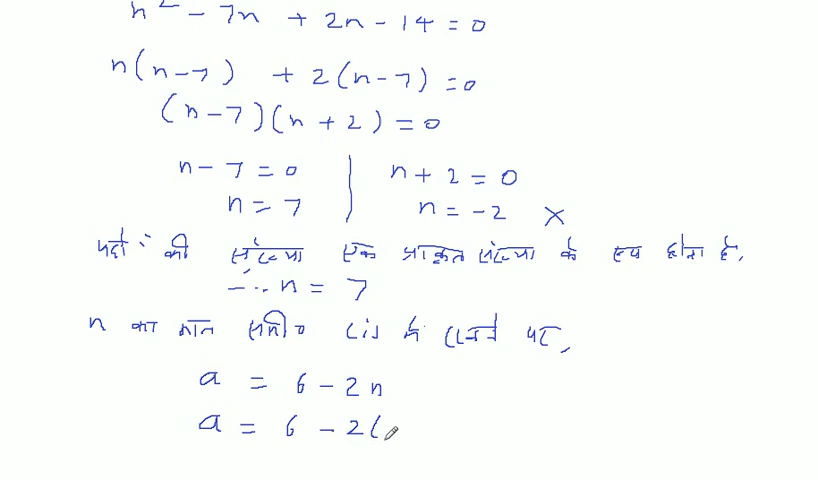 n² - 7n + 2n - 14 = 0
n(n-7) + 2(n-7) = 0
(n-7)(n+2) = 0
n - 7 = 0 | n + 2 = 0
n = 7 | n = -2 ×
पदों की संख्या एक प्राकृत संख्या के रूप होता है,
∴ n = 7
n का मान समी० (i) में रखने पर,
a = 6 - 2n
a = 6 - 2(